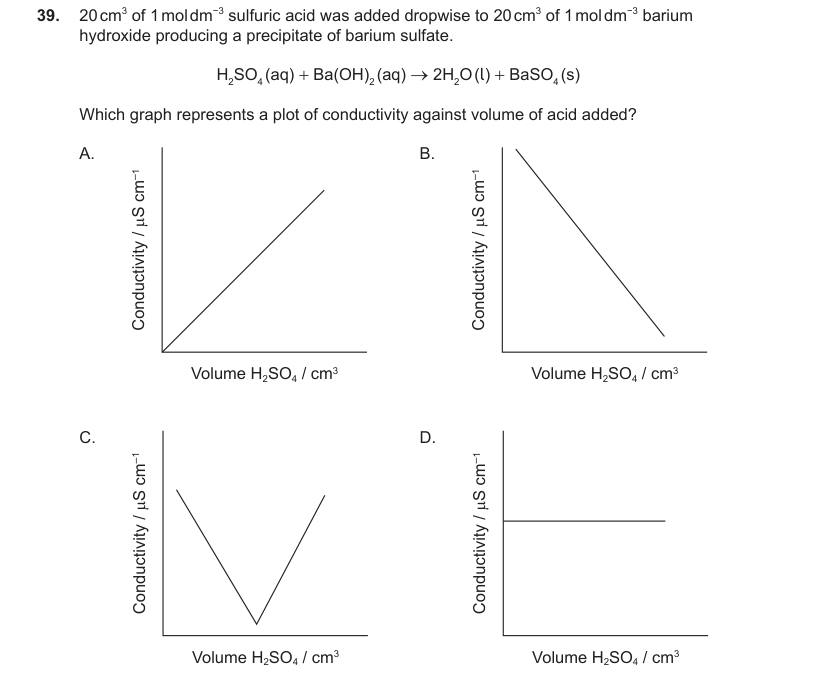 39. 20 cm³ of 1 mol dm⁻³ sulfuric acid was added dropwise to 20 cm³ of 1 mol dm⁻³ barium
hydroxide producing a precipitate of barium sulfate.
H₂SO₄ (aq) + Ba(OH)₂ (aq) → 2H₂O (l) + BaSO₄ (s)
Which graph represents a plot of conductivity against volume of acid added?
A.
Conductivity / µS cm⁻¹
Volume H₂SO₄ / cm³
B.
Conductivity / µS cm⁻¹
Volume H₂SO₄ / cm³
C.
Conductivity / µS cm⁻¹
Volume H₂SO₄ / cm³
D.
Conductivity / µS cm⁻¹
Volume H₂SO₄ / cm³